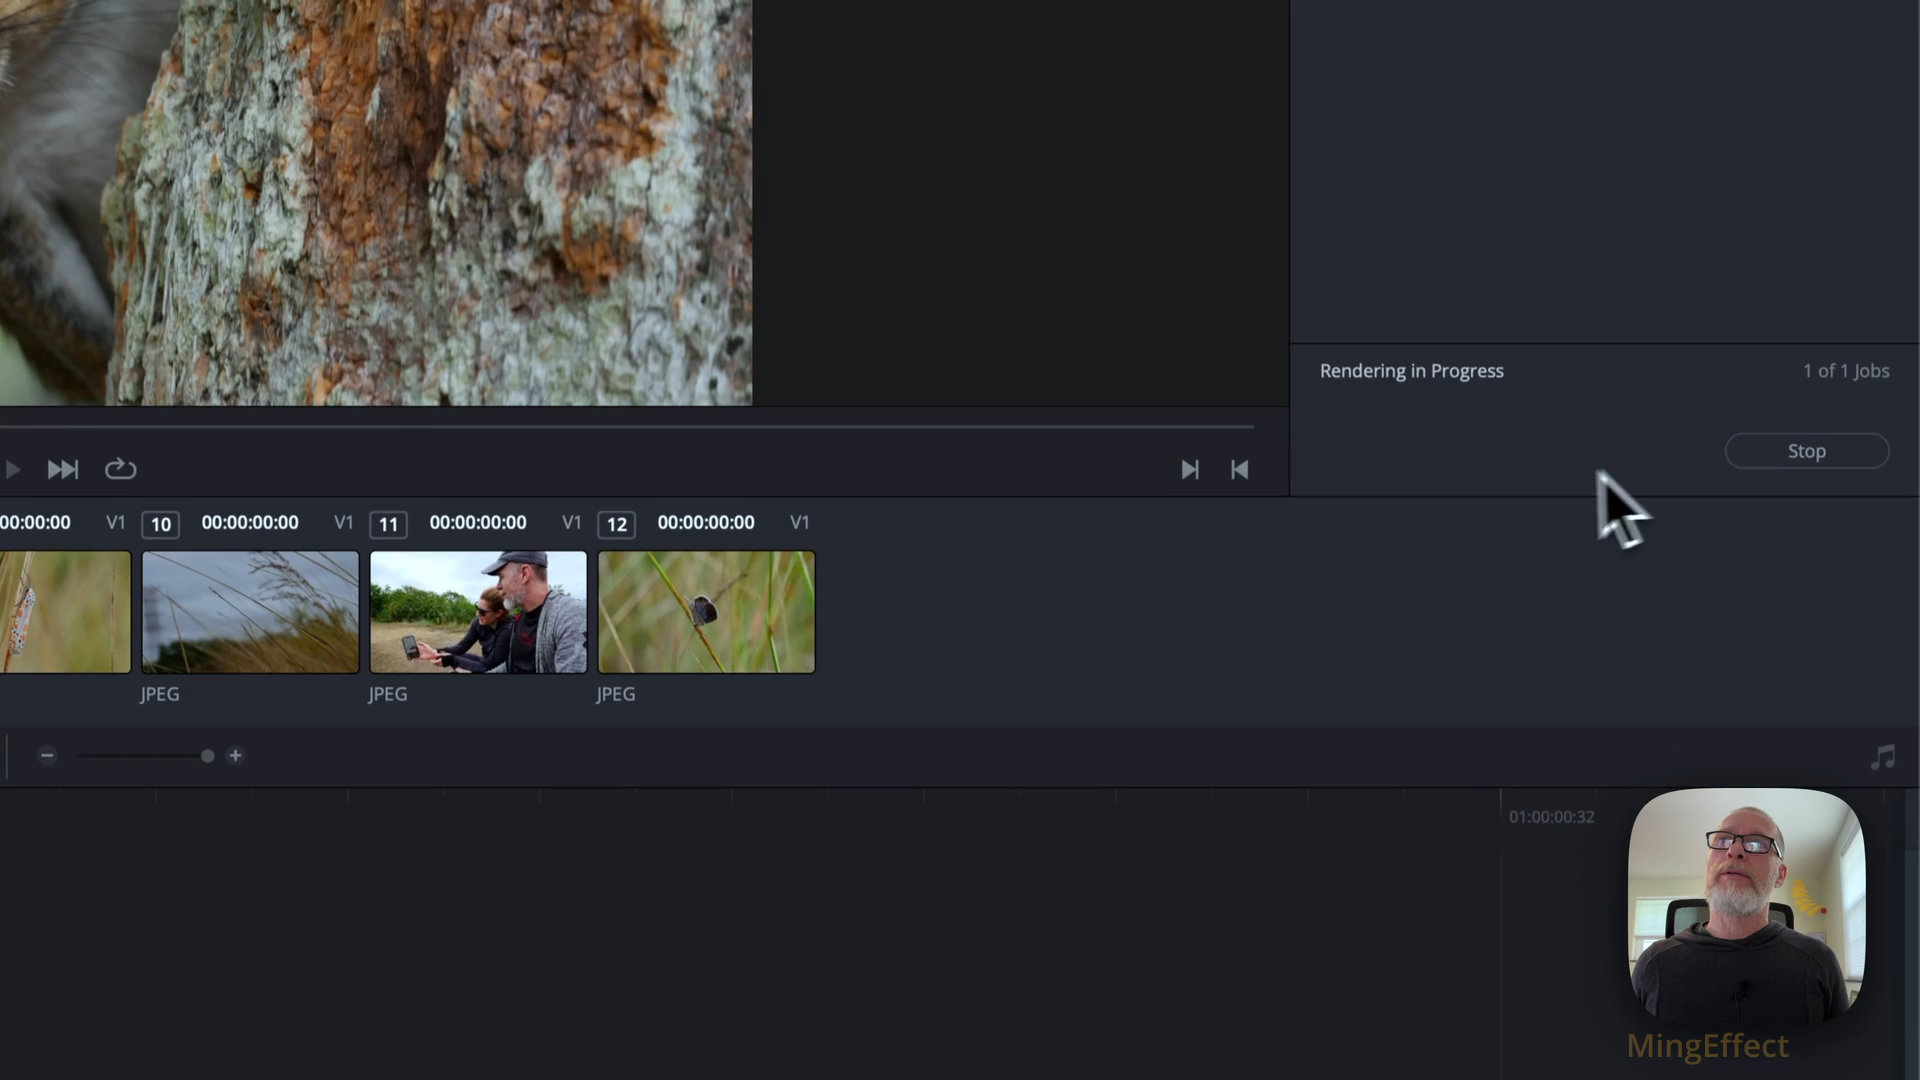 Rendering in Progress
1 of 1 Jobs
Stop
00:00:00 V1 10 00:00:00:00 V1 11 00:00:00:00 V1 12 00:00:00:00 V1
JPEG JPEG JPEG
01:00:00:32
MingEffect